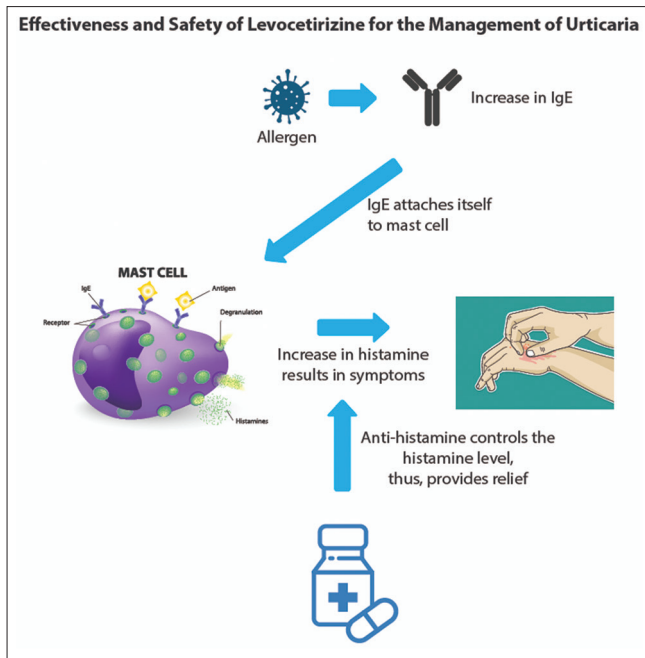 Effectiveness and Safety of Levocetirizine for the Management of Urticaria
Allergen
Increase in IgE
IgE attaches itself
to mast cell
MAST CELL
IgE
Antigen
Receptor
Degranulation
Histamines
Increase in histamine
results in symptoms
Anti-histamine controls the
histamine level,
thus, provides relief